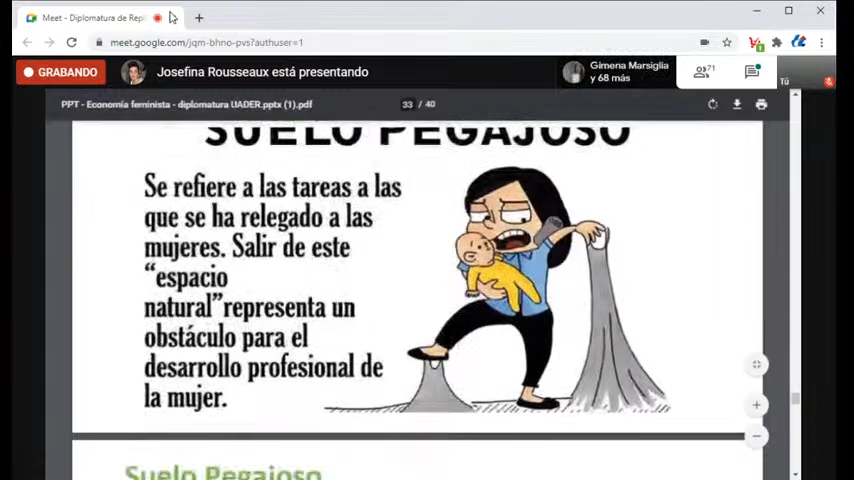 Meet - Diplomatura de Rep
meet.google.com/jqm-bhno-pvs?authuser=1
1
GRABANDO
Josefina Rousseaux está presentando
Gimena Marsiglia
y 68 más
71
Tú
PPT - Economía feminista - diplomatura UADER.pptx (1).pdf
33 / 40
SUELO PEGAJOSO
Se refiere a las tareas a las
que se ha relegado a las
mujeres. Salir de este
“espacio
natural”representa un
obstáculo para el
desarrollo profesional de
la mujer.
Suelo Pegajoso